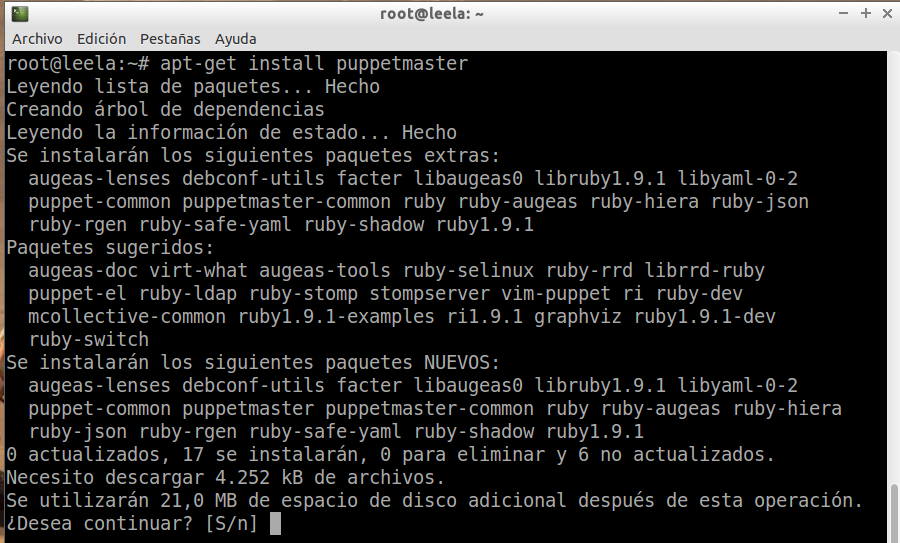 root@leela: ~
Archivo Edición Pestañas Ayuda
root@leela:~# apt-get install puppetmaster
Leyendo lista de paquetes... Hecho
Creando árbol de dependencias
Leyendo la información de estado... Hecho
Se instalarán los siguientes paquetes extras:
  augeas-lenses debconf-utils facter libaugeas0 libruby1.9.1 libyaml-0-2
  puppet-common puppetmaster-common ruby ruby-augeas ruby-hiera ruby-json
  ruby-rgen ruby-safe-yaml ruby-shadow ruby1.9.1
Paquetes sugeridos:
  augeas-doc virt-what augeas-tools ruby-selinux ruby-rrd librrd-ruby
  puppet-el ruby-ldap ruby-stomp stompserver vim-puppet ri ruby-dev
  mcollective-common ruby1.9.1-examples ri1.9.1 graphviz ruby1.9.1-dev
  ruby-switch
Se instalarán los siguientes paquetes NUEVOS:
  augeas-lenses debconf-utils facter libaugeas0 libruby1.9.1 libyaml-0-2
  puppet-common puppetmaster puppetmaster-common ruby ruby-augeas ruby-hiera
  ruby-json ruby-rgen ruby-safe-yaml ruby-shadow ruby1.9.1
0 actualizados, 17 se instalarán, 0 para eliminar y 6 no actualizados.
Necesito descargar 4.252 kB de archivos.
Se utilizarán 21,0 MB de espacio de disco adicional después de esta operación.
¿Desea continuar? [S/n]